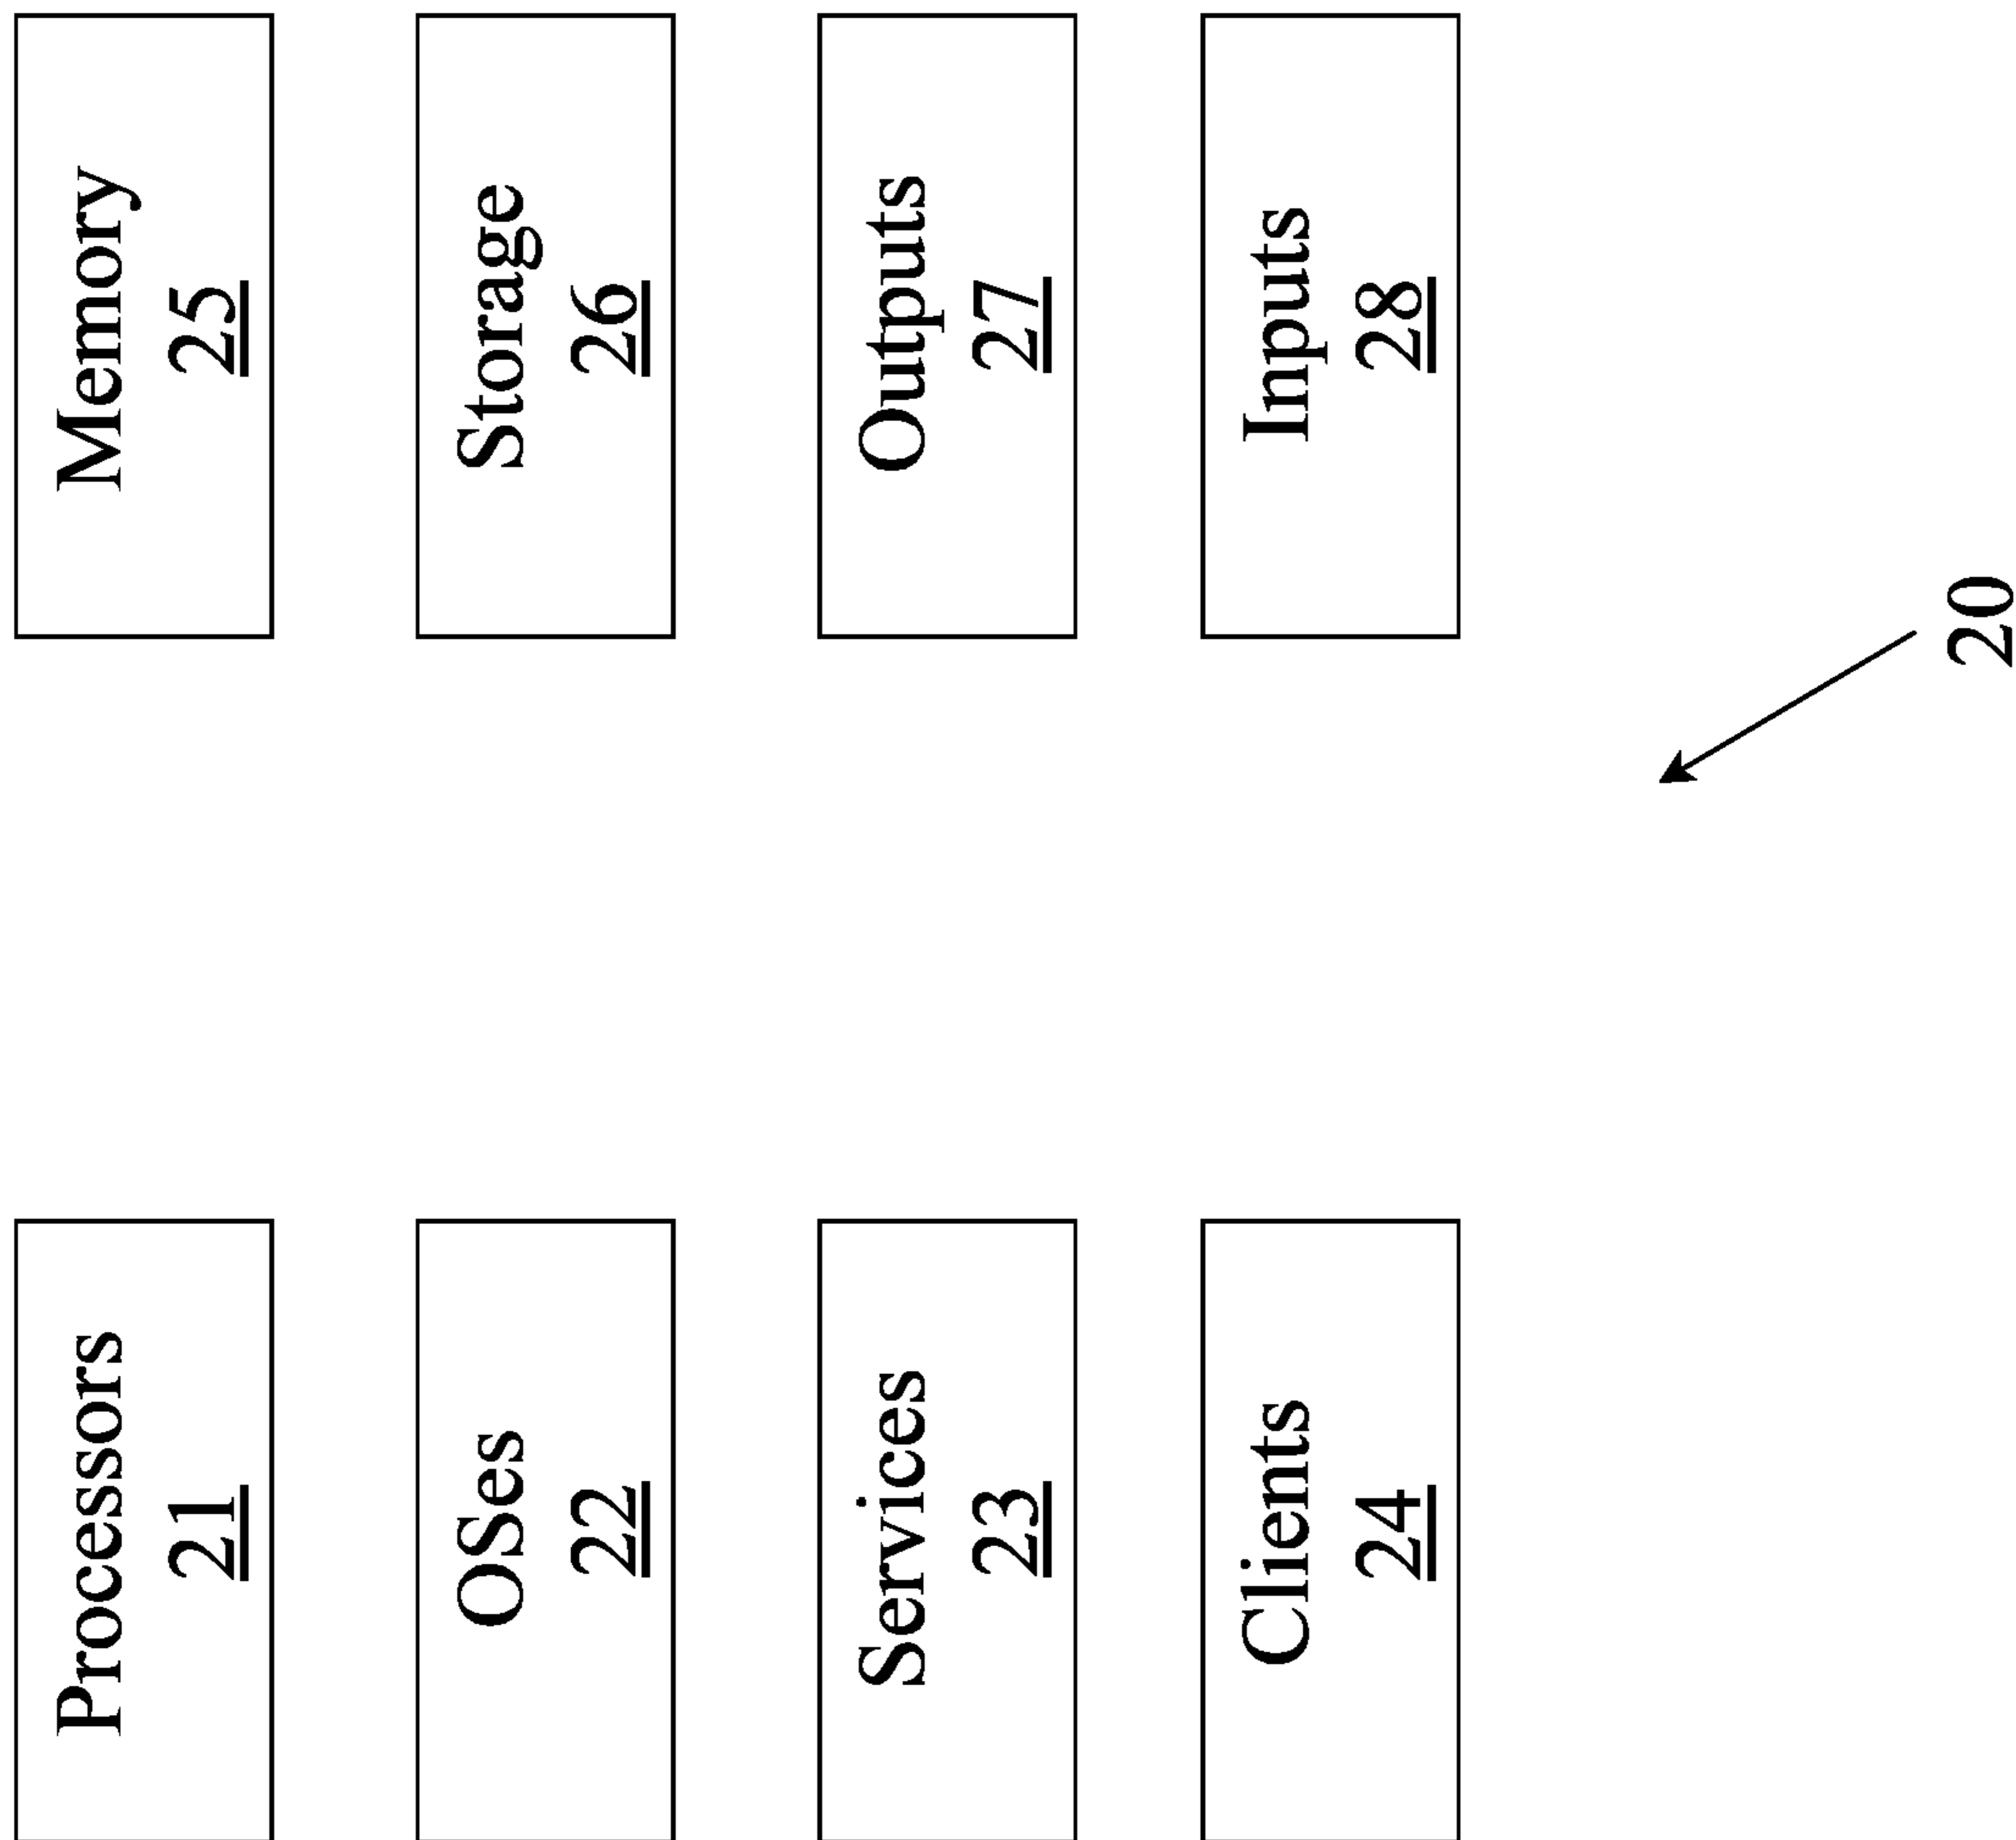 Processors
21
Memory
25
OSes
22
Storage
26
Services
23
Outputs
27
Clients
24
Inputs
28
20